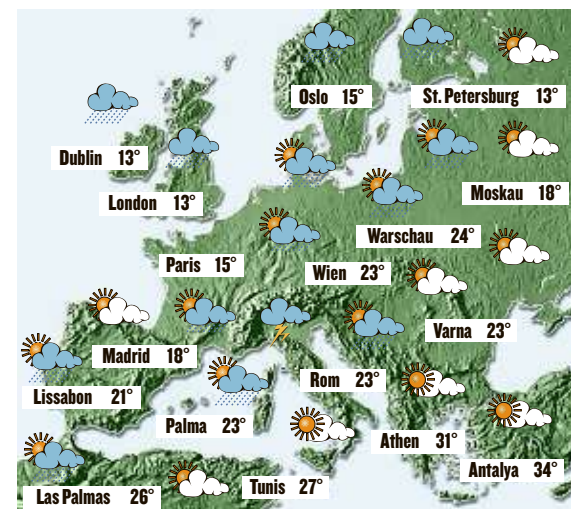 Oslo 15°
St. Petersburg 13°
Dublin 13°
London 13°
Moskau 18°
Warschau 24°
Paris 15°
Wien 23°
Varna 23°
Madrid 18°
Lissabon 21°
Rom 23°
Palma 23°
Athen 31°
Antalya 34°
Las Palmas 26°
Tunis 27°